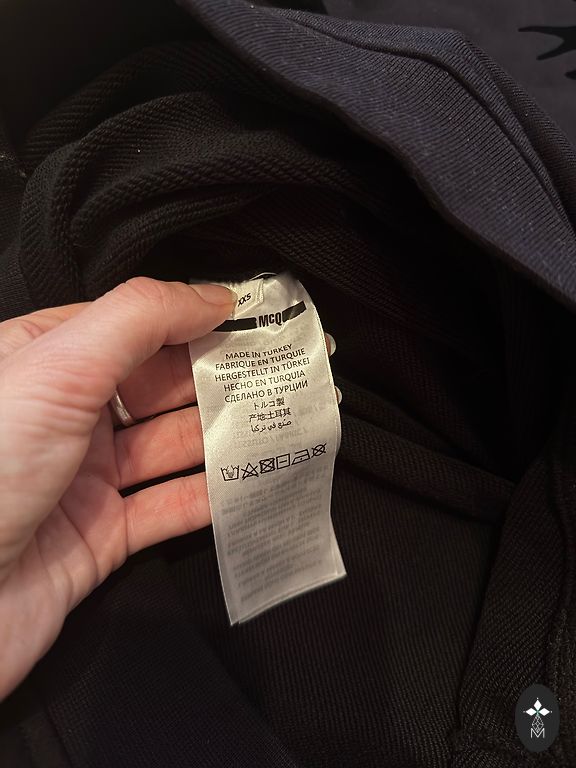 XXS
McQ
MADE IN TURKEY
FABRIQUE EN TURQUIE
HERGESTELLT IN TÜRKEI
HECHO EN TURQUIA
СДЕЛАНО В ТУРЦИИ
トルコ製
产地土耳其
صنع في تركيا
M